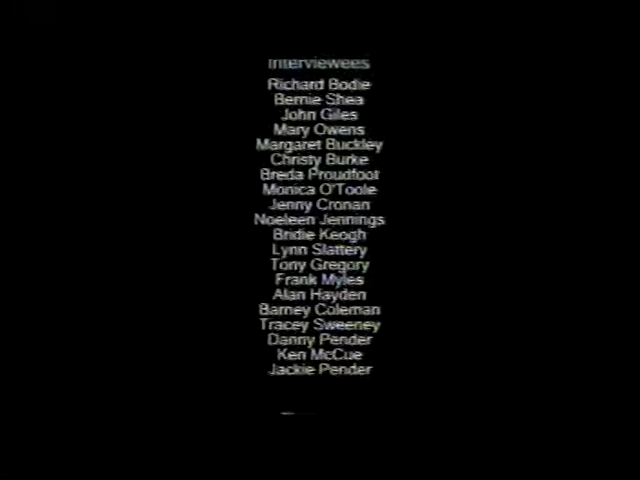 Interviewees
Richard Bodie
Bernie Shea
John Giles
Mary Owens
Margaret Buckley
Christy Burke
Breda Proudfoot
Monica O'Toole
Jenny Cronan
Noeleen Jennings
Bridie Keogh
Lynn Slattery
Tony Gregory
Frank Myles
Alan Hayden
Barney Coleman
Tracey Sweeney
Danny Pender
Ken McCue
Jackie Pender